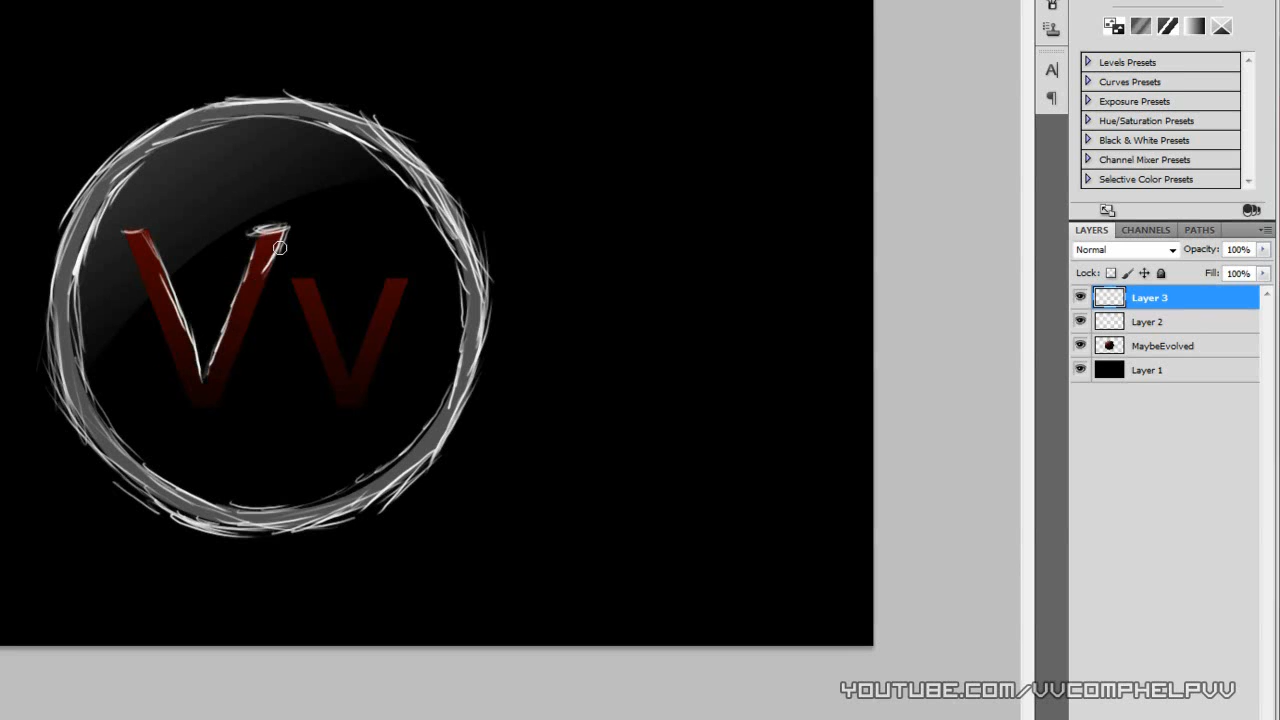 Vv
A
Levels Presets
Curves Presets
Exposure Presets
Hue/Saturation Presets
Black & White Presets
Channel Mixer Presets
Selective Color Presets
LAYERS CHANNELS PATHS
Normal Opacity: 100%
Lock: Fill: 100%
Layer 3
Layer 2
MaybeEvolved
Layer 1
YOUTUBE.COM/VVCOMPHELPVV